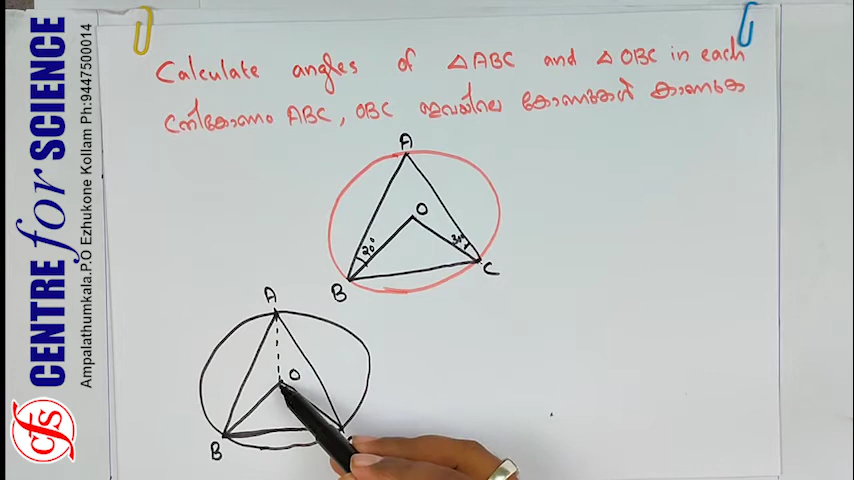 CENTRE for SCIENCE
Ampalathumkala.P.O Ezhukone Kollam Ph:9447500014
cfs
Calculate angles of △ABC and △OBC in each
ത്രികോണം ABC, OBC ഇവയിലെ കോണുകൾ കാണുക
A
O
20°
30°
B
C
A
O
B